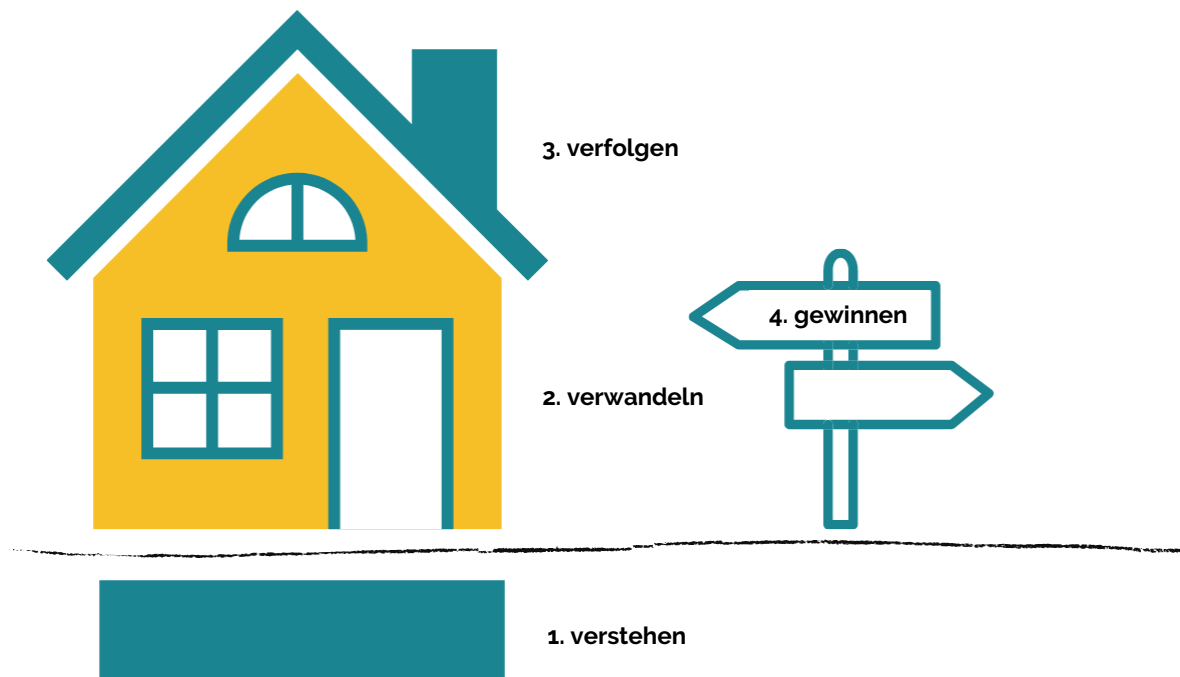 3. verfolgen
4. gewinnen
2. verwandeln
1. verstehen